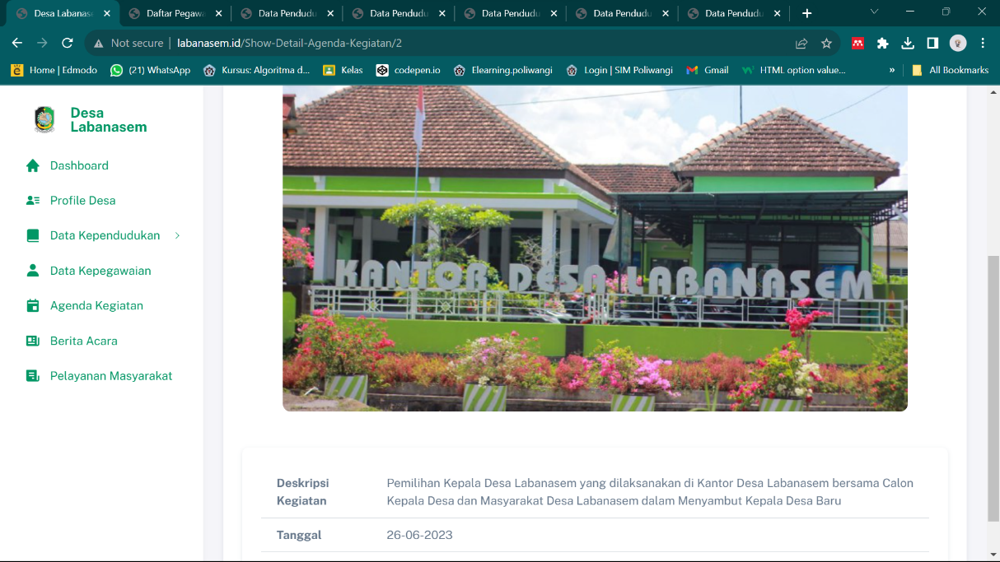 Desa Labanase
Daftar Pegawa
Data Pendudu
Data Pendudu
Data Pendudu
Data Pendudu
Data Pendudu
Not secure | labanasem.id/Show-Detail-Agenda-Kegiatan/2
Home | Edmodo
(21) WhatsApp
Kursus: Algoritma d...
Kelas
codepen.io
Elearning.poliwangi
Login | SIM Poliwangi
Gmail
HTML option value...
»
All Bookmarks
Desa
Labanasem
Dashboard
Profile Desa
Data Kependudukan
Data Kepegawaian
Agenda Kegiatan
Berita Acara
Pelayanan Masyarakat
KANTOR DESA LABANASEM
Deskripsi Kegiatan
Pemilihan Kepala Desa Labanasem yang dilaksanakan di Kantor Desa Labanasem bersama Calon
Kepala Desa dan Masyarakat Desa Labanasem dalam Menyambut Kepala Desa Baru
Tanggal
26-06-2023